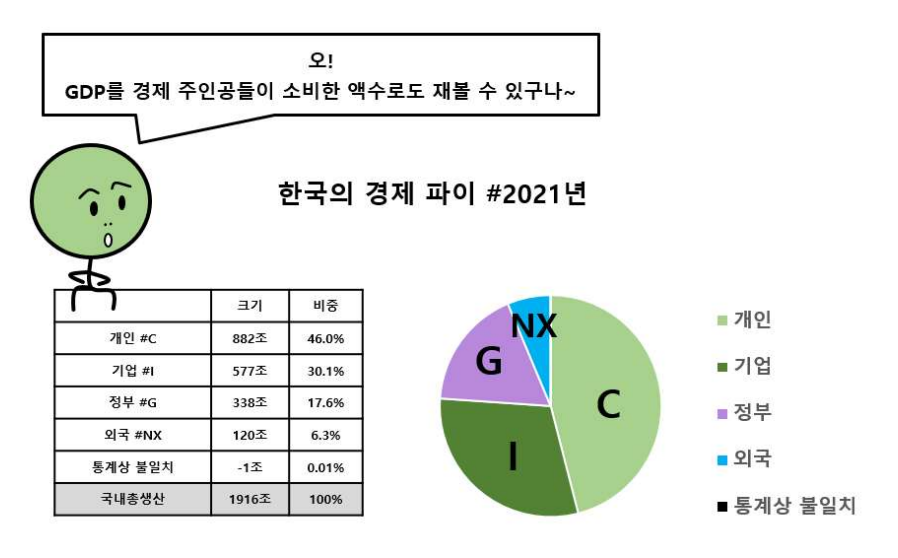 오!
GDP를 경제 주인공들이 소비한 액수로도 재볼 수 있구나~
한국의 경제 파이 #2021년
크기 비중
개인 #C 882조 46.0%
기업 #I 577조 30.1%
정부 #G 338조 17.6%
외국 #NX 120조 6.3%
통계상 불일치 -1조 0.01%
국내총생산 1916조 100%
NX
G
C
I
개인
기업
정부
외국
통계상 불일치